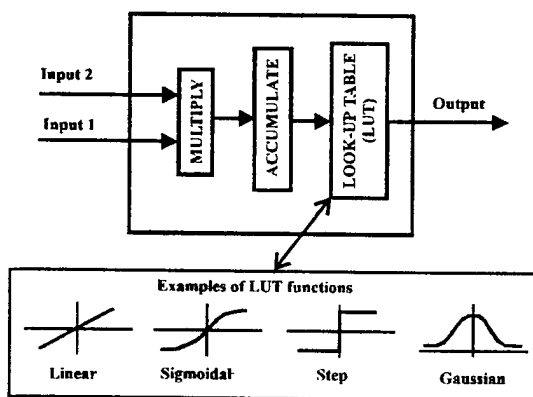 Input 2
Input 1
MULTIPLY
ACCUMULATE
LOOK-UP TABLE
(LUT)
Output
Examples of LUT functions
Linear
Sigmoidal
Step
Gaussian